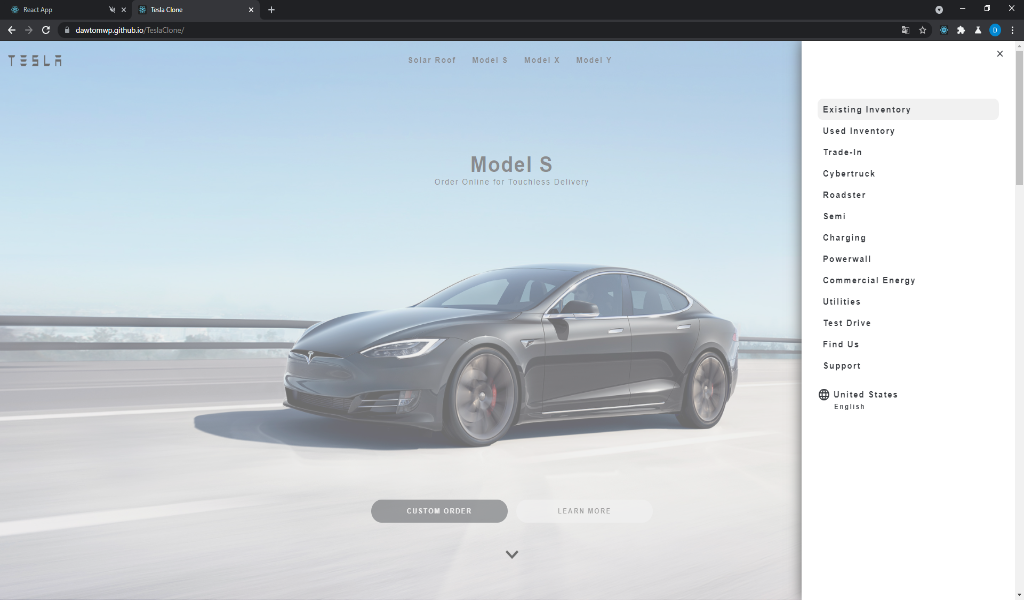 React App
Tesla Clone
dawtomwp.github.io/TeslaClone/
D
TESLA
Solar Roof Model S Model X Model Y
Model S
Order Online for Touchless Delivery
CUSTOM ORDER
LEARN MORE
Existing Inventory
Used Inventory
Trade-In
Cybertruck
Roadster
Semi
Charging
Powerwall
Commercial Energy
Utilities
Test Drive
Find Us
Support
United States
English